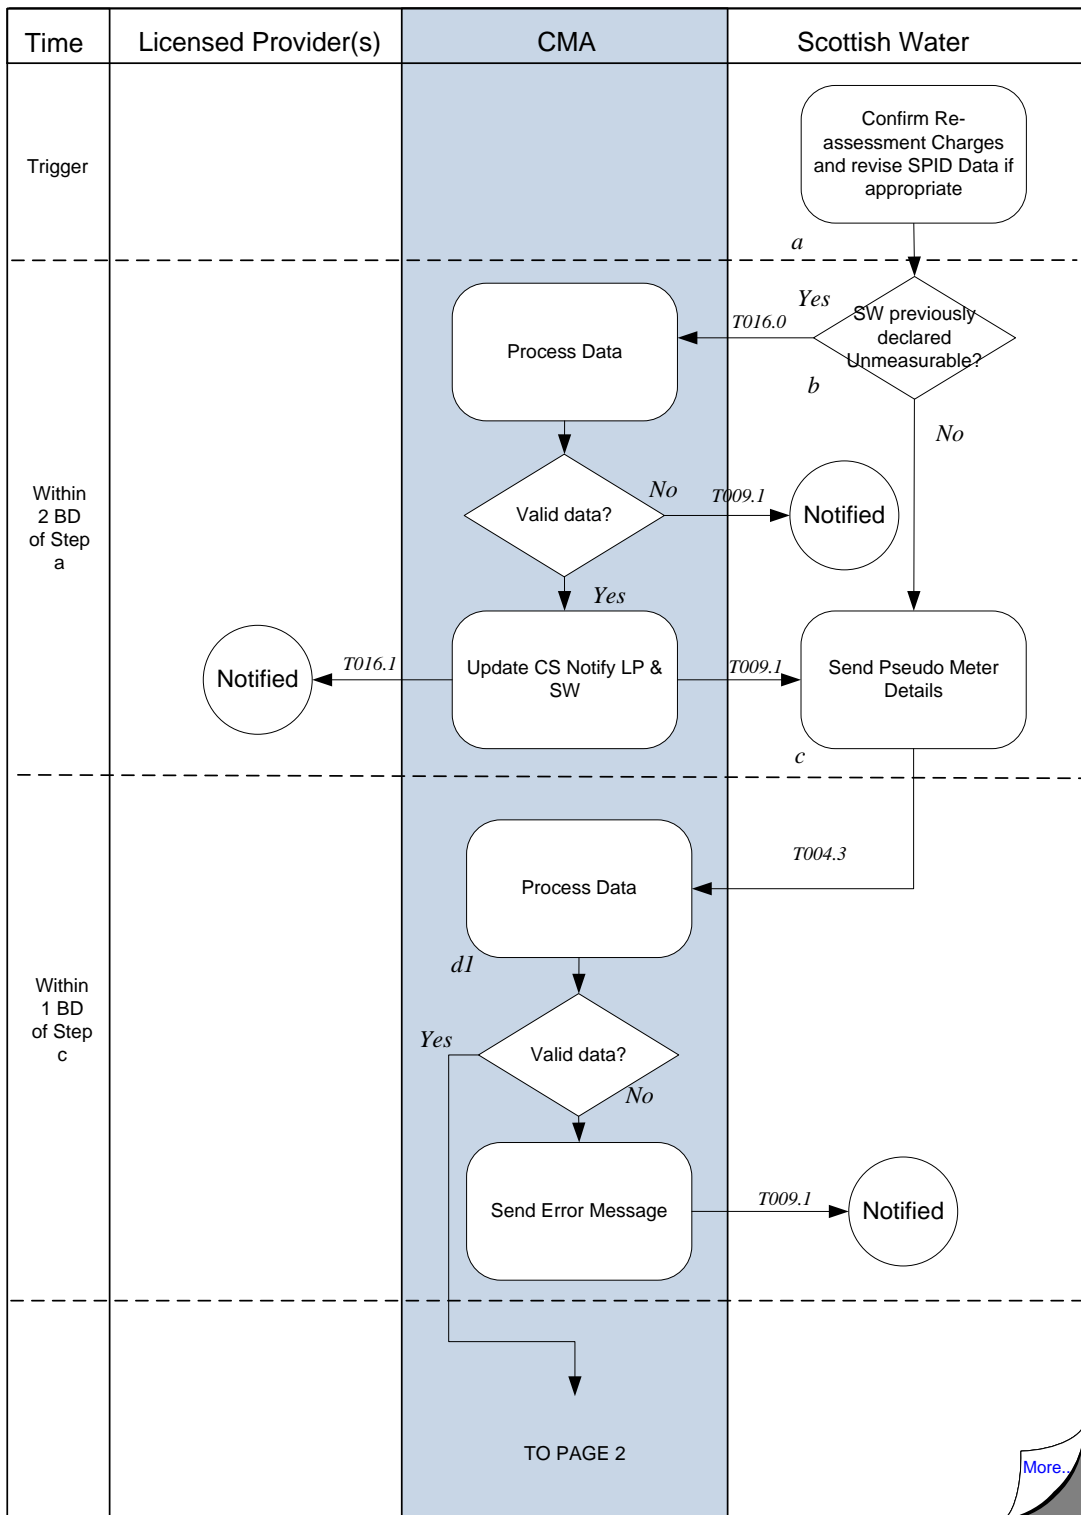 Time
Licensed Provider(s)
CMA
Scottish Water
Trigger
Confirm Re-
assessment Charges
and revise SPID Data if
appropriate
a
Within
2 BD
of Step
a
Process Data
T016.0
Yes
SW previously
declared
Unmeasurable?
b
No
Valid data?
No
T009.1
Notified
Yes
Notified
T016.1
Update CS Notify LP &
SW
T009.1
Send Pseudo Meter
Details
c
Within
1 BD
of Step
c
T004.3
Process Data
d1
Yes
Valid data?
No
Send Error Message
T009.1
Notified
TO PAGE 2
More..